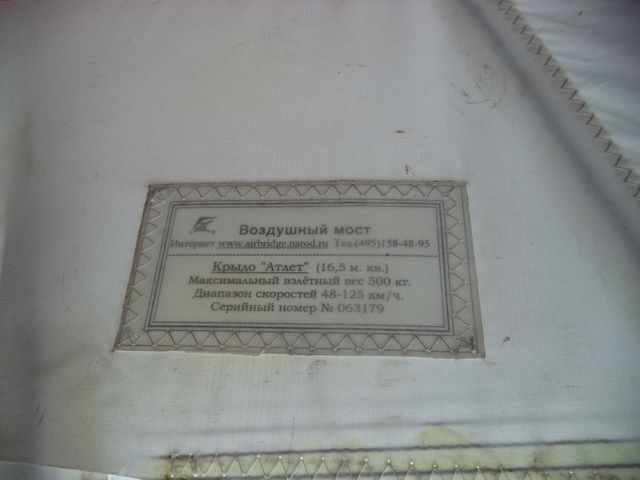 Воздушный мост
Интернет www.airbridge.narod.ru Тел.(495)158-48-95
Крыло "Атлет" (16,5 м. кв.)
Максимальный взлётный вес 500 кг.
Диапазон скоростей 48-125 км/ч.
Серийный номер № 063179